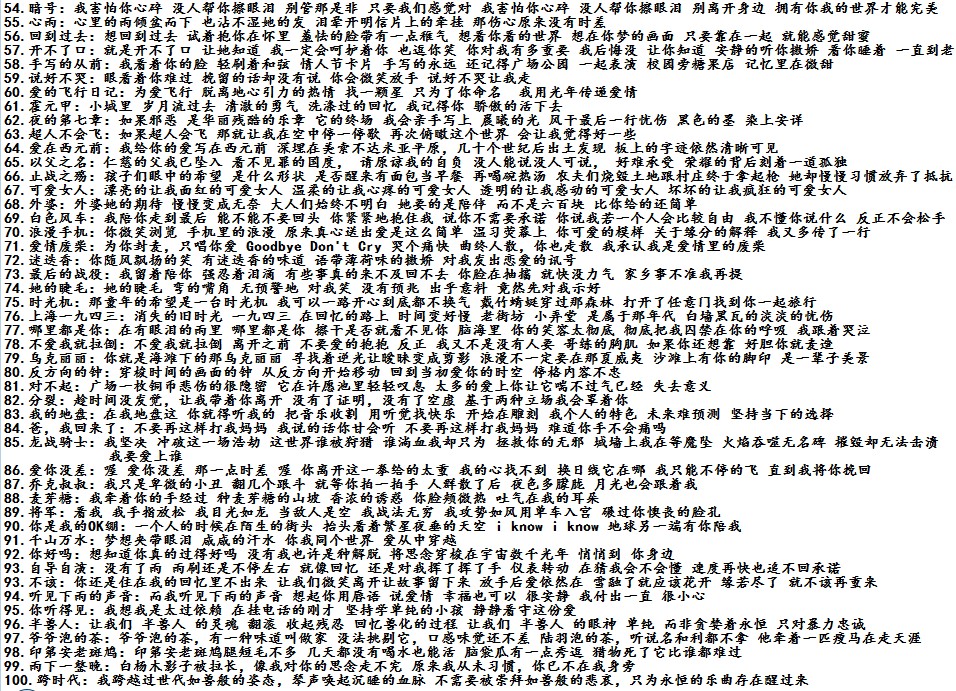 54. 暗号: 我害怕你心碎 没人帮你擦眼泪 别管那是非 只要我们感觉对 我害怕你心碎 没人帮你擦眼泪 别离开身边 拥有你我的世界才能完美
55. 心雨: 心里的雨倾盆而下 也沾不湿她的发 泪晕开明信片上的牵挂 那伤心原来没有时差
56. 回到过去: 想回到过去 试着抱你在怀里 羞怯的脸带有一点稚气 想看你看的世界 想在你梦的画面 只要靠在一起 就能感觉甜蜜
57. 开不了口: 就是开不了口 让她知道 我一定会呵护着你 也逗你笑 你对我有多重要 我后悔没 让你知道 安静的听你撒娇 看你睡着 一直到老
58. 手写的从前: 我看着你的脸 轻刷着和弦 情人节卡片 手写的永远 还记得广场公园 一起表演 校园旁糖果店 记忆里在微甜
59. 说好不哭: 眼看着你难过 挽留的话却没有说 你会微笑放手 说好不哭让我走
60. 爱的飞行日记: 为爱飞行 脱离地心引力的热情 找一颗星 只为了你命名 我用光年传递爱情
61. 霍元甲: 小城里 岁月流过去 清澈的勇气 洗涤过的回忆 我记得你 骄傲的活下去
62. 夜的第七章: 如果邪恶 是华丽残酷的乐章 它的终场 我会亲手写上 晨曦的光 风干最后一行忧伤 黑色的墨 染上安详
63. 超人不会飞: 如果超人会飞 那就让我在空中停一停歇 再次俯瞰这个世界 会让我觉得好一些
64. 爱在西元前: 我给你的爱写在西元前 深埋在美索不达米亚平原，几十个世纪后出土发现 板上的字迹依然清晰可见
65. 以父之名: 仁慈的父我已坠入 看不见罪的国度， 请原谅我的自负 没人能说没人可说， 好难承受 荣耀的背后刻着一道孤独
66. 止战之殇: 孩子们眼中的希望 是什么形状 是否醒来有面包当早餐 再喝碗热汤 农夫们烧毁土地跟村庄终于拿起枪 她却慢慢习惯放弃了抵抗
67. 可爱女人: 漂亮的让我面红的可爱女人 温柔的让我心疼的可爱女人 透明的让我感动的可爱女人 坏坏的让我疯狂的可爱女人
68. 外婆: 外婆她的期待 慢慢变成无奈 大人们始终不明白 她要的是陪伴 而不是六百块 比你给的还简单
69. 白色风车: 我陪你走到最后 能不能不要回头 你紧紧地抱住我 说你不需要承诺 你说我若一个人会比较自由 我不懂你说什么 反正不会松手
70. 浪漫手机: 你微笑浏览 手机里的浪漫 原来真心送出爱是这么简单 温习荧幕上 你可爱的模样 关于缘分的解释 我又多传了一行
71. 爱情废柴: 为你封麦，只唱你爱 Goodbye Don't Cry 哭个痛快 曲终人散，你也走散 我承认我是爱情里的废柴
72. 迷迭香: 你随风飘扬的笑 有迷迭香的味道 语带薄荷味的撒娇 对我发出恋爱的讯号
73. 最后的战役: 我留着陪你 强忍着泪滴 有些事真的来不及回不去 你脸在抽搐 就快没力气 家乡事不准我再提
74. 她的睫毛: 她的睫毛 弯的嘴角 无预警地 对我笑 没有预兆 出乎意料 竟然先对我示好
75. 时光机: 那童年的希望是一台时光机 我可以一路开心到底都不换气 戴竹蜻蜓穿过那森林 打开了任意门找到你一起旅行
76. 上海一九四三: 消失的旧时光 一九四三 在回忆的路上 时间变好慢 老街坊 小弄堂 是属于那年代 白墙黑瓦的淡淡的忧伤
77. 哪里都是你: 在有眼泪的雨里 哪里都是你 擦干是否就看不见你 脑海里 你的笑容太彻底 彻底把我囚禁在你的呼吸 我跟着哭泣
78. 不爱我就拉倒: 不爱我就拉倒 离开之前 不要爱的抱抱 反正 我又不是没有人要 哥练的胸肌 如果你还想靠 好胆你就麦造
79. 乌克丽丽: 你就是海滩下的那乌克丽丽 寻找着逆光让暧昧变成剪影 浪漫不一定要在那夏威夷 沙滩上有你的脚印 是一辈子美景
80. 反方向的钟: 穿梭时间的画面的钟 从反方向开始移动 回到当初爱你的时空 停格内容不忠
81. 对不起: 广场一枚铜币悲伤的很隐密 它在许愿池里轻轻叹息 太多的爱上你让它喘不过气已经 失去意义
82. 分裂: 趁时间没发觉，让我带着你离开 没有了证明，没有了空虚 基于两种立场我会罩着你
83. 我的地盘: 在我地盘这 你就得听我的 把音乐收割 用听觉找快乐 开始在雕刻 我个人的特色 未来难预测 坚持当下的选择
84. 爸，我回来了: 不要再这样打我妈妈 我说的话你甘会听 不要再这样打我妈妈 难道你手不会痛吗
85. 龙战骑士: 我坚决 冲破这一场浩劫 这世界谁被狩猎 谁淌血我却只为 拯救你的无邪 城墙上我在等魔坠 火焰吞噬无名碑 摧毁却无法击溃
我要爱上谁
86. 爱你没差: 喔 爱你没差 那一点时差 喔 你离开这一拳给的太重 我的心找不到 换日线它在哪 我只能不停的飞 直到我将你挽回
87. 乔克叔叔: 我只是卑微的小丑 翻几个跟斗 就等你拍一拍手 人群散了后 夜色多朦胧 月光也会跟着我
88. 麦芽糖: 我牵着你的手经过 种麦芽糖的山坡 香浓的诱惑 你脸颊微热 吐气在我的耳朵
89. 将军: 看我 我手指放松 我目光如龙 当敌人是空 我战法无穷 我攻势如风用单车入宫 碾过你懊丧的脸孔
90. 你是我的OK绷: 一个人的时候在陌生的街头 抬头看着繁星夜垂的天空 i know i know 地球另一端有你陪我
91. 千山万水: 梦想夹带眼泪 咸咸的汗水 你我同个世界 爱从中穿越
92. 你好吗: 想知道你真的过得好吗 没有我也许是种解脱 将思念穿梭在宇宙数千光年 悄悄到 你身边
93. 自导自演: 没有了雨 雨刷还是不停左右 就像回忆 还是对我挥了挥了手 仪表转动 在猜我会不会懂 速度再快也追不回承诺
93. 不该: 你还是住在我的回忆里不出来 让我们微笑离开让故事留下来 放手后爱依然在 雪融了就应该花开 缘若尽了 就不该再重来
94. 听见下雨的声音: 而我听见下雨的声音 想起你用唇语 说爱情 幸福也可以 很安静 我付出一直 很小心
95. 你听得见: 我想我是太过依赖 在挂电话的刚才 坚持学单纯的小孩 静静看守这份爱
96. 半兽人: 让我们 半兽人 的灵魂 翻滚 收起残忍 回忆兽化的过程 让我们 半兽人 的眼神 单纯 而非贪婪着永恒 只对暴力忠诚
97. 爷爷泡的茶: 爷爷泡的茶，有一种味道叫做家 没法挑剔它，口感味觉还不差 陆羽泡的茶，听说名和利都不拿 他牵着一匹瘦马在走天涯
98. 印第安老斑鸠: 印第安老斑鸠腿短毛不多 几天都没有喝水也能活 脑袋瓜有一点秀逗 猎物死了它比谁都难过
99. 雨下一整晚: 白杨木影子被拉长，像我对你的思念走不完 原来我从未习惯，你已不在我身旁
100. 跨时代: 我跨越过世代如兽般的姿态，琴声唤起沉睡的血脉 不需要被崇拜如兽般的悲哀，只为永恒的乐曲存在醒过来